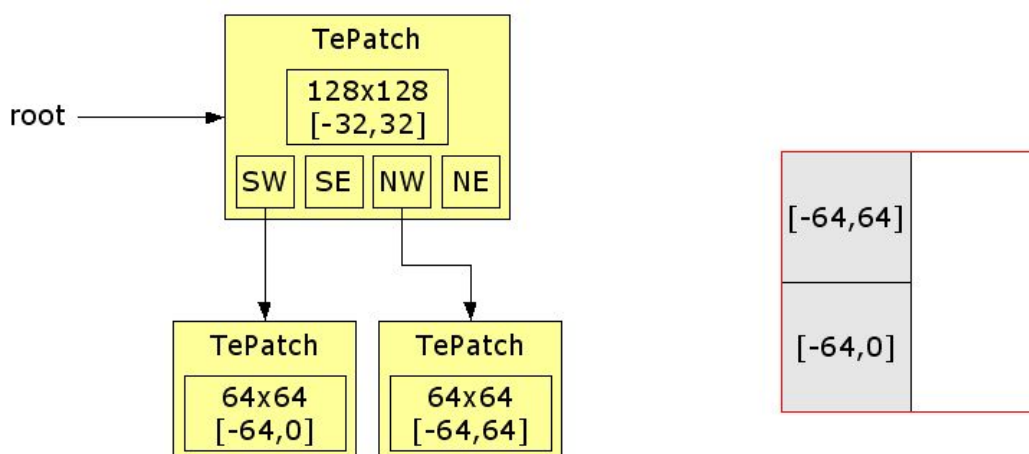 TePatch
128x128
[-32,32]
root
SW SE NW NE
[-64,64]
[-64,0]
TePatch
64x64
[-64,0]
TePatch
64x64
[-64,64]